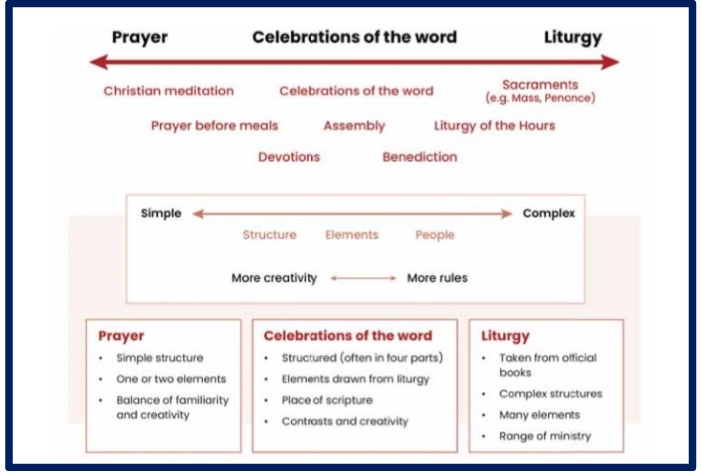 Prayer Celebrations of the word Liturgy
Christian meditation Celebrations of the word Sacraments
(e.g. Mass, Penance)
Prayer before meals Assembly Liturgy of the Hours
Devotions Benediction
Simple Complex
Structure Elements People
More creativity More rules
Prayer
• Simple structure
• One or two elements
• Balance of familiarity
and creativity
Celebrations of the word
• Structured (often in four parts)
• Elements drawn from liturgy
• Place of scripture
• Contrasts and creativity
Liturgy
• Taken from official
books
• Complex structures
• Many elements
• Range of ministry